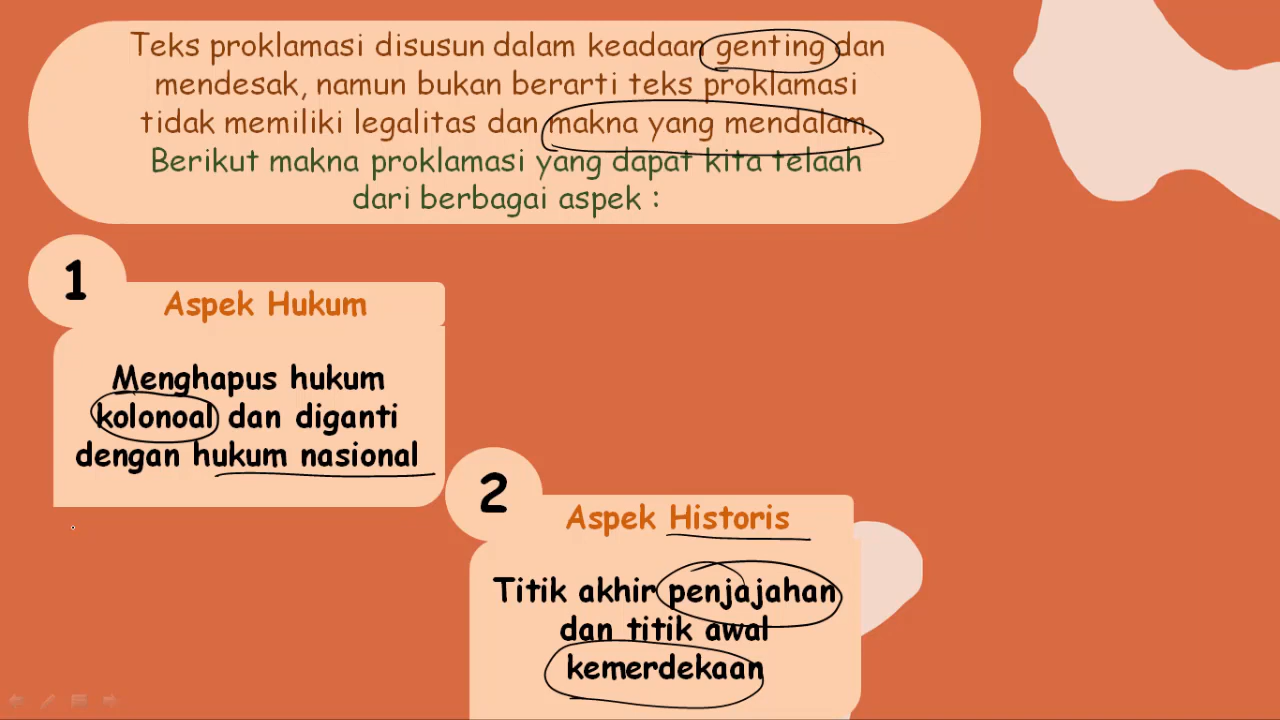 Teks proklamasi disusun dalam keadaan genting dan
mendesak, namun bukan berarti teks proklamasi
tidak memiliki legalitas dan makna yang mendalam.
Berikut makna proklamasi yang dapat kita telaah
dari berbagai aspek :
1
Aspek Hukum
Menghapus hukum
kolonoal dan diganti
dengan hukum nasional
2
Aspek Historis
Titik akhir penjajahan
dan titik awal
kemerdekaan